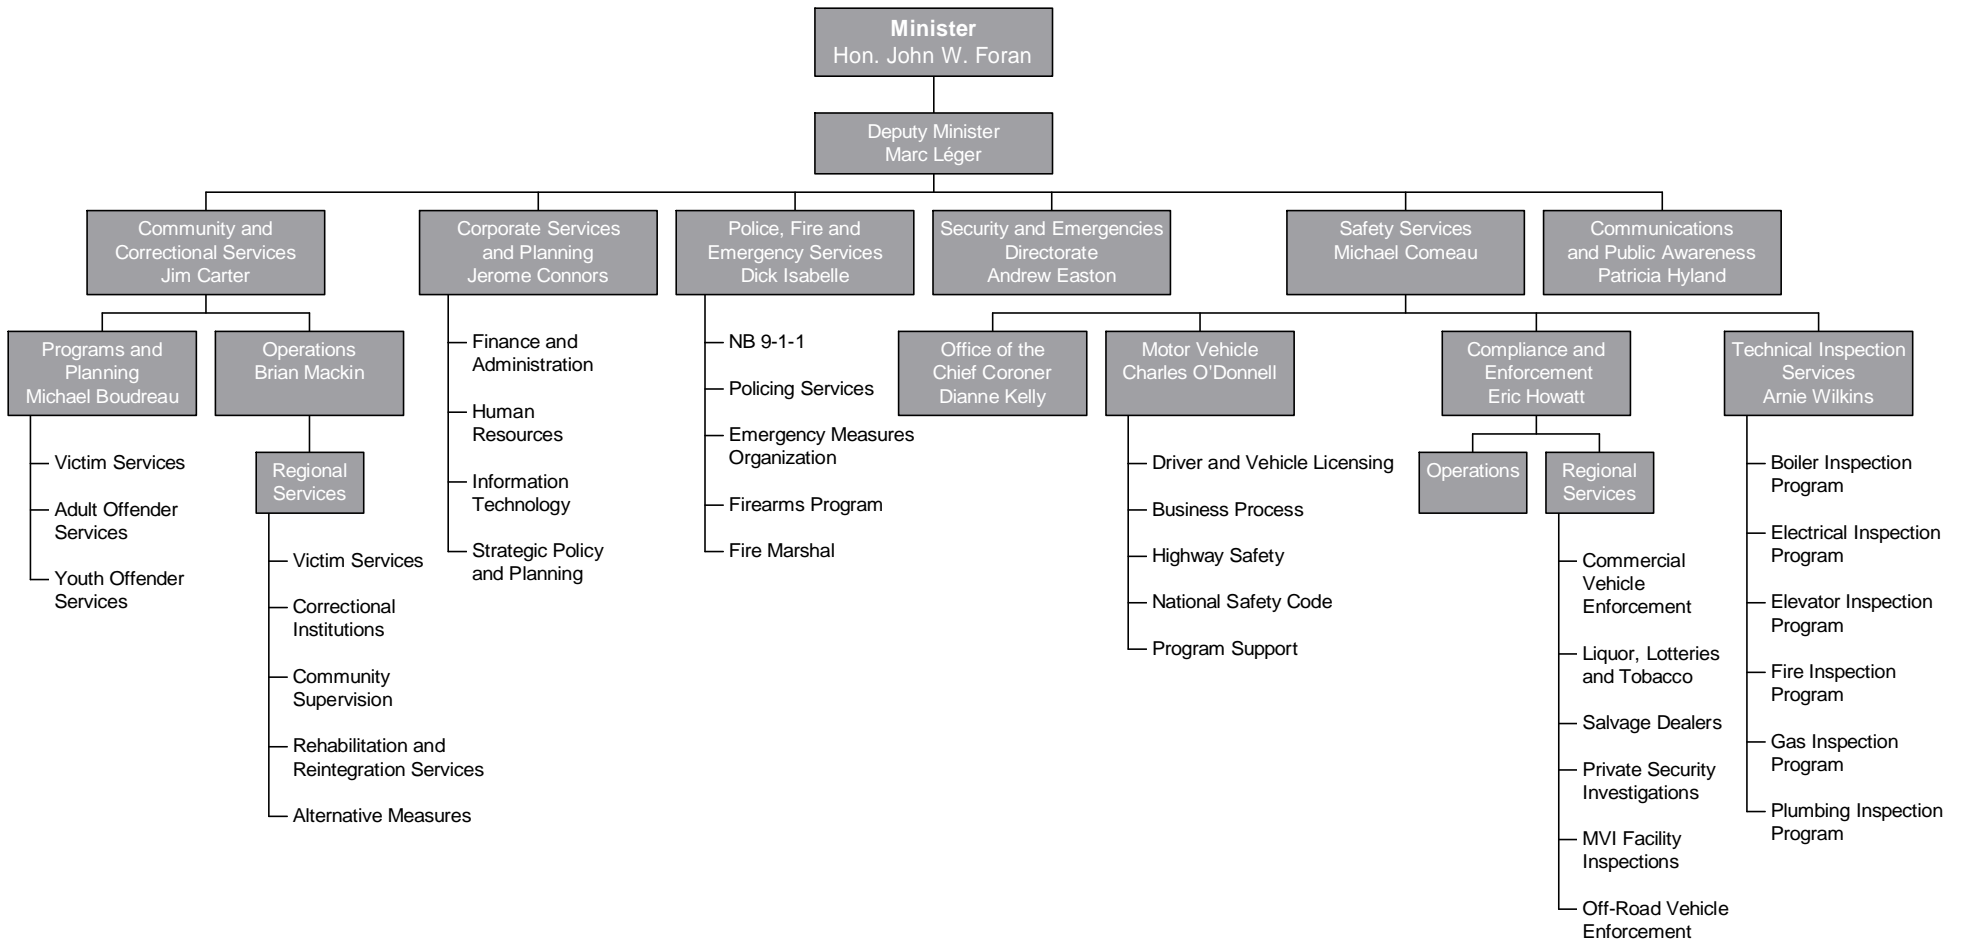 Minister
Hon. John W. Foran
Deputy Minister
Marc Léger
Community and
Correctional Services
Jim Carter
Corporate Services
and Planning
Jerome Connors
Police, Fire and
Emergency Services
Dick Isabelle
Security and Emergencies
Directorate
Andrew Easton
Safety Services
Michael Comeau
Communications
and Public Awareness
Patricia Hyland
Programs and
Planning
Michael Boudreau
Victim Services
Adult Offender
Services
Youth Offender
Services
Operations
Brian Mackin
Regional
Services
Victim Services
Correctional
Institutions
Community
Supervision
Rehabilitation and
Reintegration Services
Alternative Measures
Finance and
Administration
Human
Resources
Information
Technology
Strategic Policy
and Planning
NB 9-1-1
Policing Services
Emergency Measures
Organization
Firearms Program
Fire Marshal
Office of the
Chief Coroner
Dianne Kelly
Motor Vehicle
Charles O'Donnell
Driver and Vehicle Licensing
Business Process
Highway Safety
National Safety Code
Program Support
Compliance and
Enforcement
Eric Howatt
Operations
Regional
Services
Commercial
Vehicle
Enforcement
Liquor, Lotteries
and Tobacco
Salvage Dealers
Private Security
Investigations
MVI Facility
Inspections
Off-Road Vehicle
Enforcement
Technical Inspection
Services
Arnie Wilkins
Boiler Inspection
Program
Electrical Inspection
Program
Elevator Inspection
Program
Fire Inspection
Program
Gas Inspection
Program
Plumbing Inspection
Program